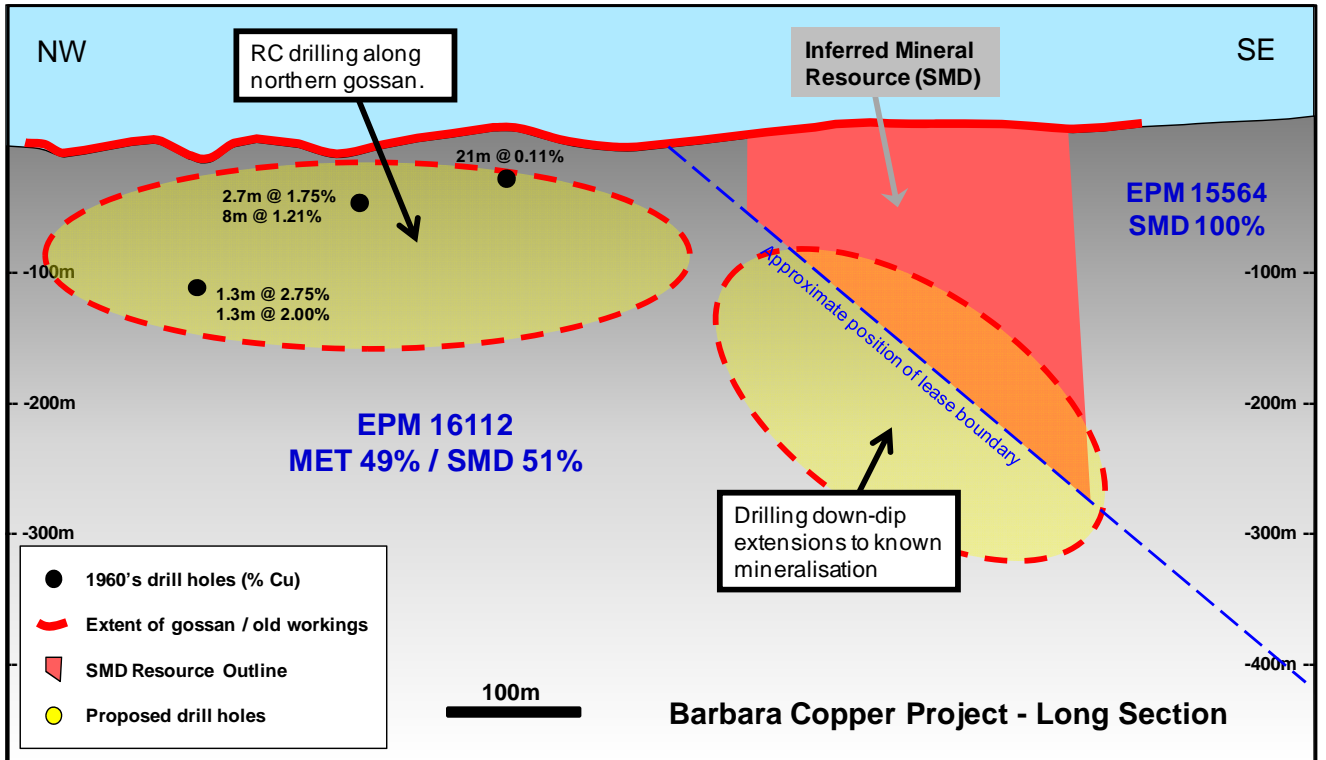 NW
RC drilling along
northern gossan.
Inferred Mineral
Resource (SMD)
SE
21m @ 0.11%
2.7m @ 1.75%
8m @ 1.21%
EPM 15564
SMD 100%
-100m
-100m
1.3m @ 2.75%
1.3m @ 2.00%
Approximate position of lease boundary
-200m
-200m
EPM 16112
MET 49% / SMD 51%
Drilling down-dip
extensions to known
mineralisation
-300m
-300m
1960's drill holes (% Cu)
Extent of gossan / old workings
SMD Resource Outline
-400m
Proposed drill holes
100m
Barbara Copper Project - Long Section